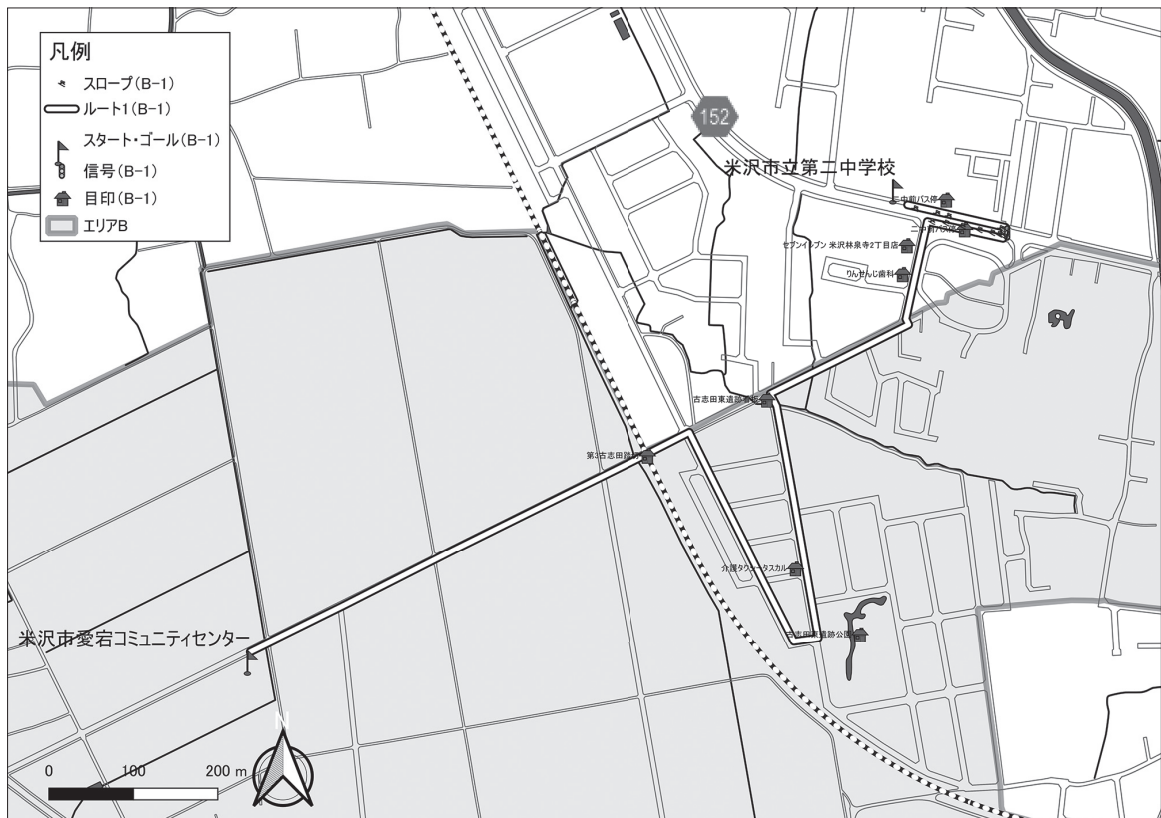 凡例
スロープ(B-1)
ルート1(B-1)
スタート・ゴール(B-1)
信号(B-1)
目印(B-1)
エリアB
152
米沢市立第二中学校
二中前バス停
二中前バス停
セブンイレブン 米沢林泉寺2丁目店
りんせんじ歯科
古志田東遺跡看板
第3古志田踏切
介護タクシータスカル
古志田東遺跡公園
米沢市愛宕コミュニティセンター
N
0 100 200 m